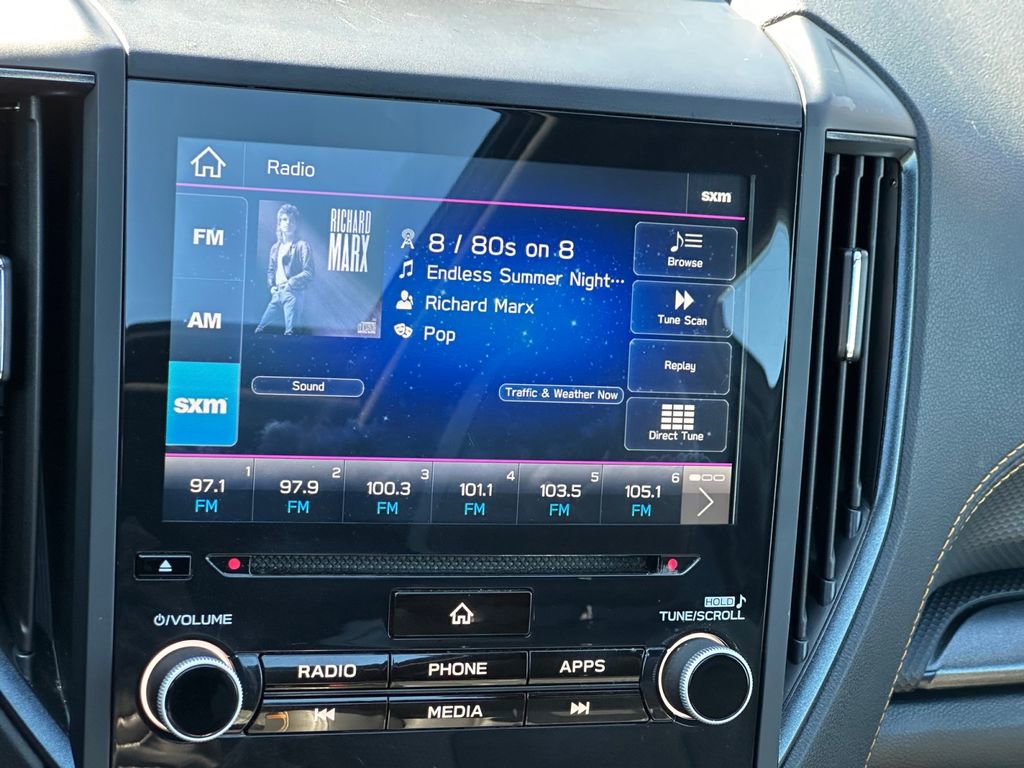 Radio
sxm
FM
RICHARD
MARX
8 / 80s on 8
Endless Summer Night…
Richard Marx
Pop
Browse
Tune Scan
AM
Replay
sxm
Sound
Traffic & Weather Now
Direct Tune
1
97.1
FM
2
97.9
FM
3
100.3
FM
4
101.1
FM
5
103.5
FM
6
105.1
FM
/VOLUME
HOLD
TUNE/SCROLL
RADIO
PHONE
APPS
MEDIA